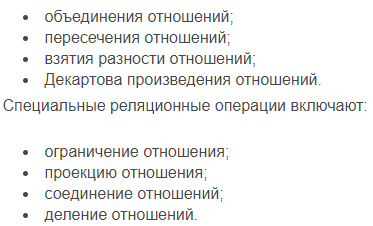 • объединения отношений;
• пересечения отношений;
• взятия разности отношений;
• Декартова произведения отношений.
Специальные реляционные операции включают:
• ограничение отношения;
• проекцию отношения;
• соединение отношений;
• деление отношений.